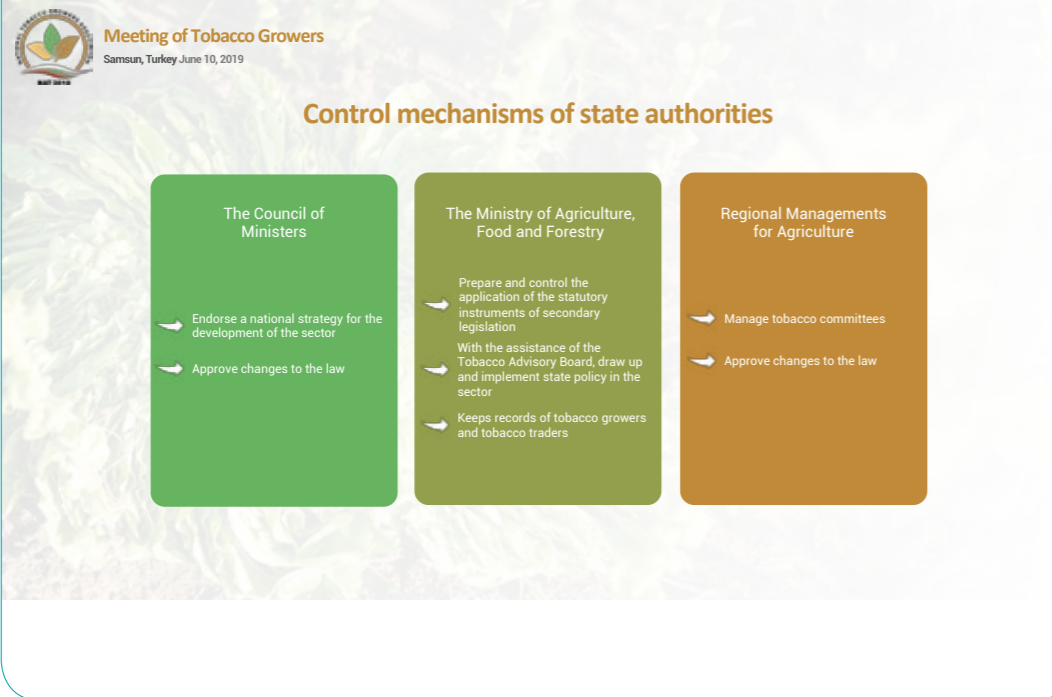 Meeting of Tobacco Growers
Samsun, Turkey June 10, 2019
Control mechanisms of state authorities
The Council of
Ministers
Endorse a national strategy for the
development of the sector
Approve changes to the law
The Ministry of Agriculture,
Food and Forestry
Prepare and control the
application of the statutory
instruments of secondary
legislation
With the assistance of the
Tobacco Advisory Board, draw up
and implement state policy in the
sector
Keeps records of tobacco growers
and tobacco traders
Regional Managements
for Agriculture
Manage tobacco committees
Approve changes to the law